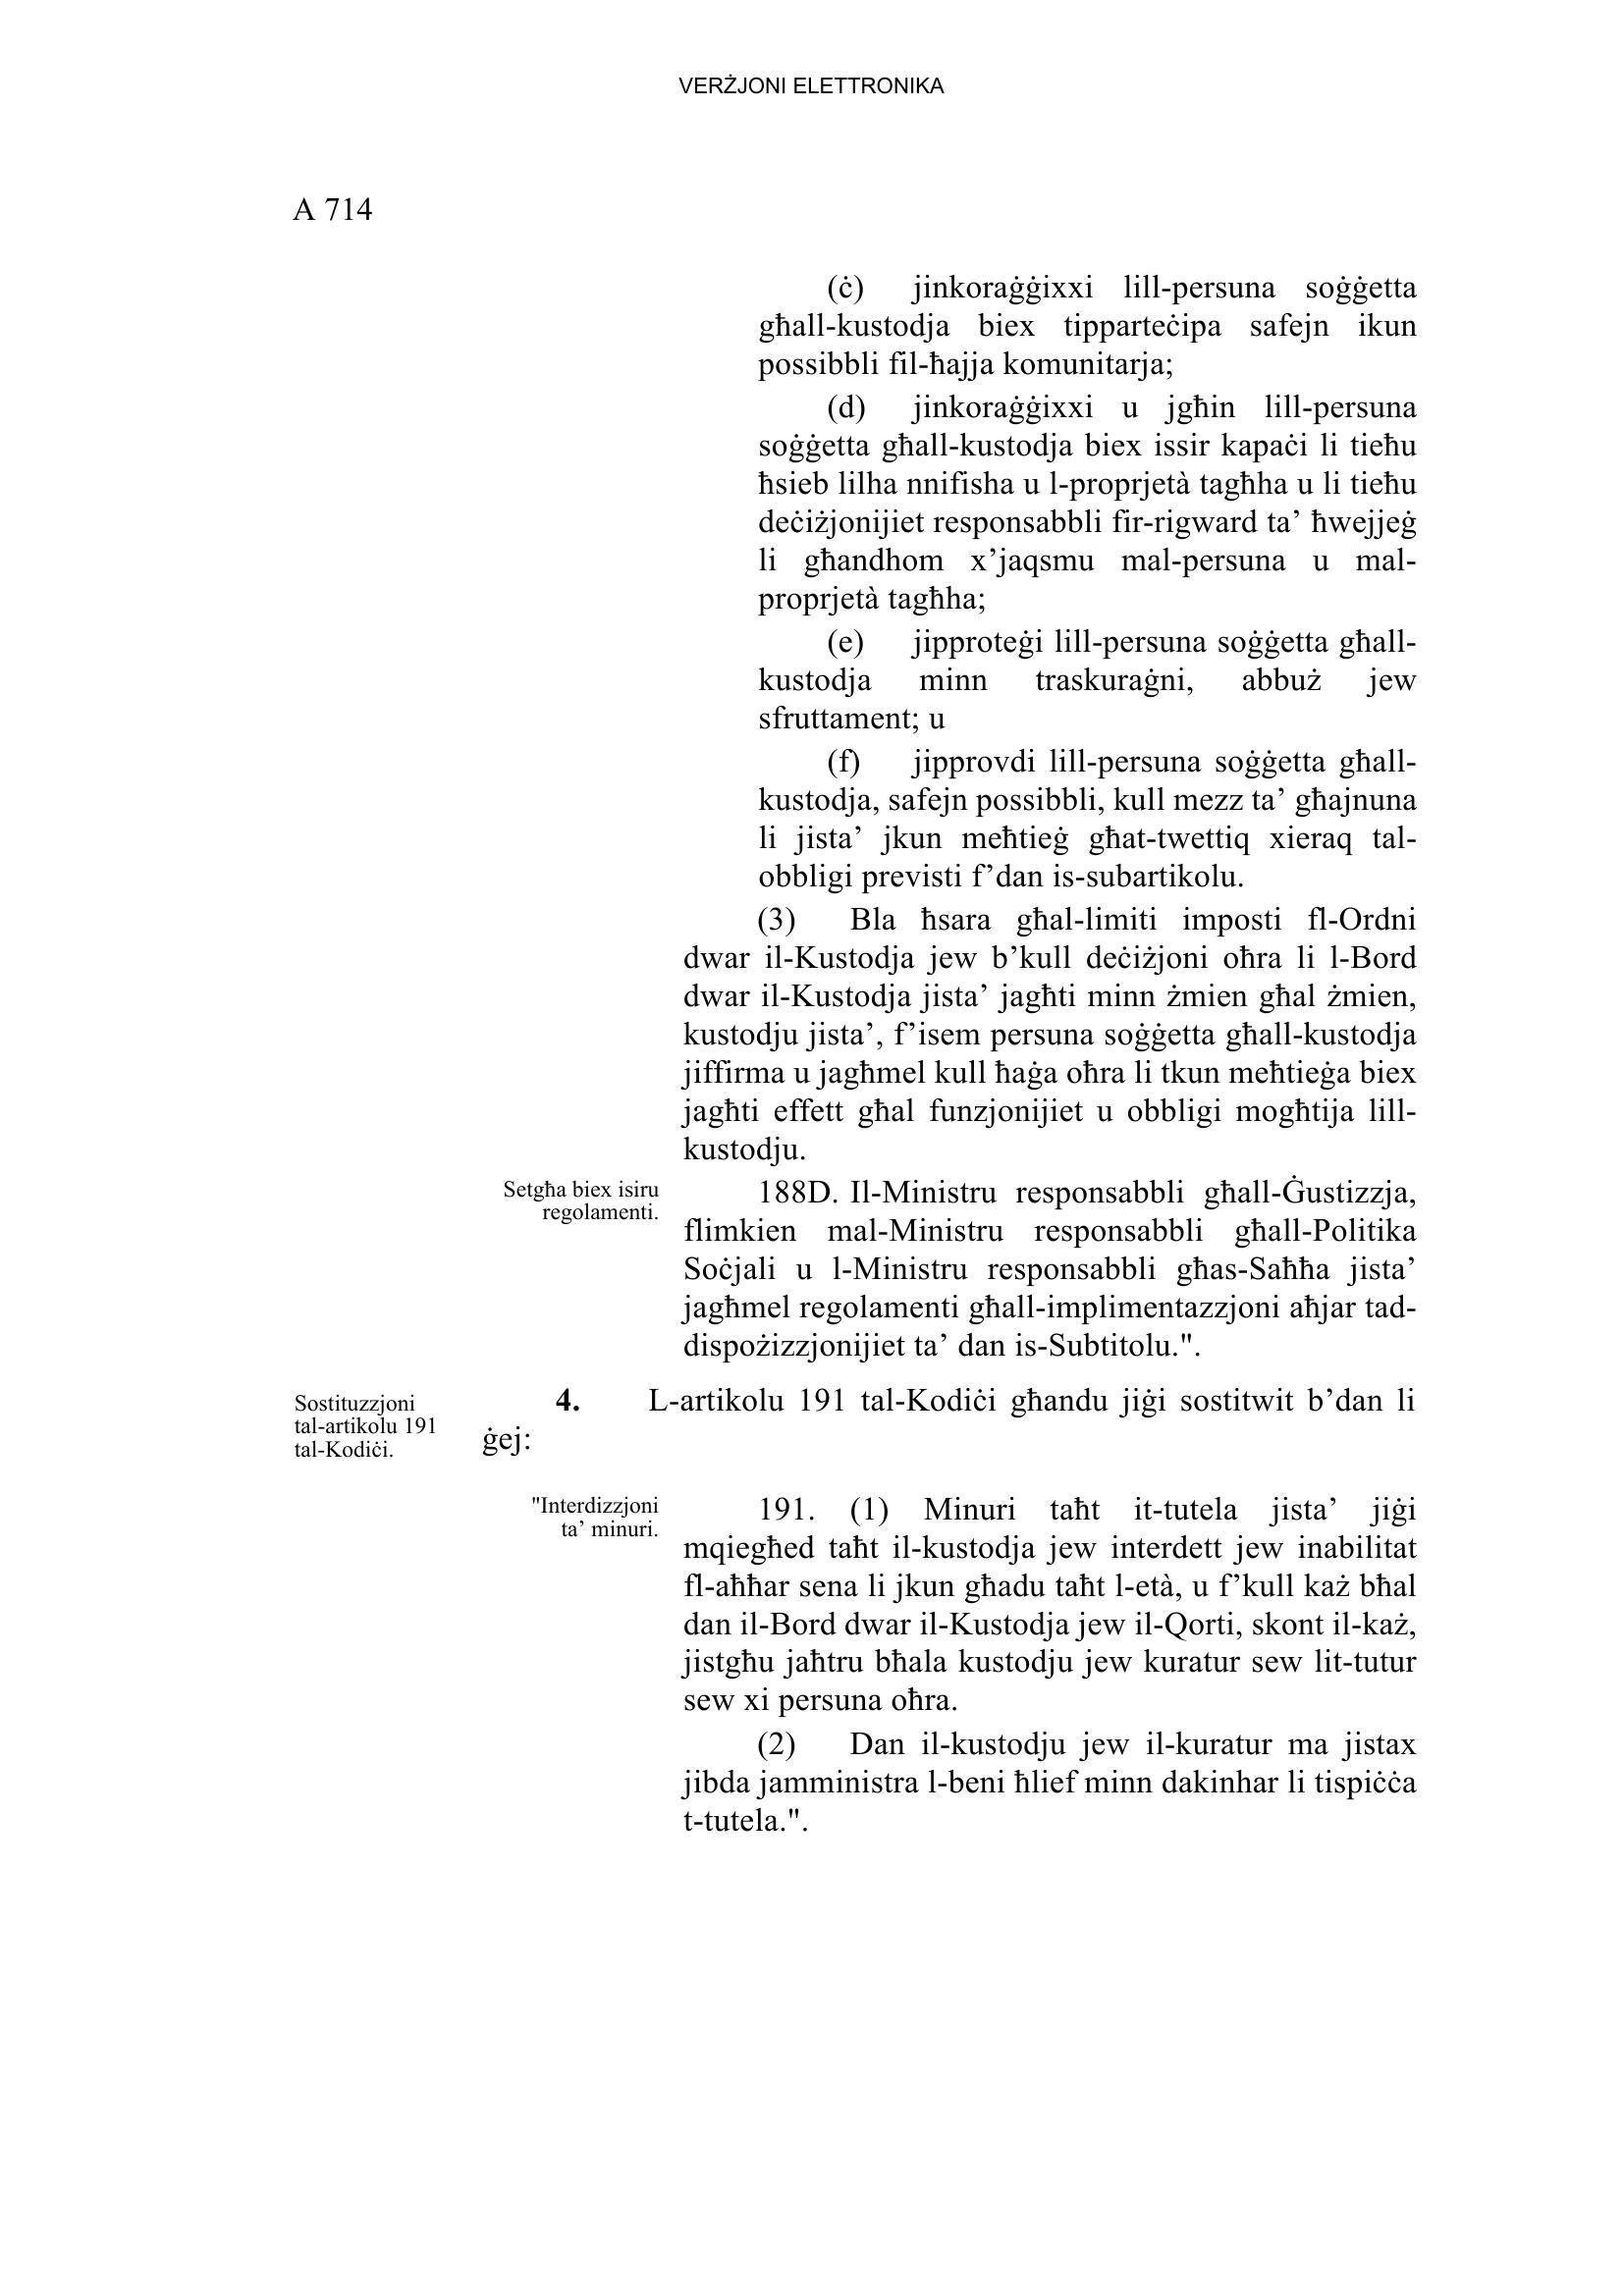 VERŻJONI ELETTRONIKA
A 714
(ċ) jinkoraġġixxi lill-persuna soġġetta
għall-kustodja biex tipparteċipa safejn ikun
possibbli fil-ħajja komunitarja;
(d) jinkoraġġixxi u jgħin lill-persuna
soġġetta għall-kustodja biex issir kapaċi li tieħu
ħsieb lilha nnifisha u l-proprjetà tagħha u li tieħu
deċiżjonijiet responsabbli fir-rigward ta’ ħwejjeġ
li għandhom x’jaqsmu mal-persuna u mal-
proprjetà tagħha;
(e) jipproteġi lill-persuna soġġetta għall-
kustodja minn traskuraġni, abbuż jew
sfruttament; u
(f) jipprovdi lill-persuna soġġetta għall-
kustodja, safejn possibbli, kull mezz ta’ għajnuna
li jista’ jkun meħtieġ għat-twettiq xieraq tal-
obbligi previsti f’dan is-subartikolu.
(3) Bla ħsara għal-limiti imposti fl-Ordni
dwar il-Kustodja jew b’kull deċiżjoni oħra li l-Bord
dwar il-Kustodja jista’ jagħti minn żmien għal żmien,
kustodju jista’, f’isem persuna soġġetta għall-kustodja
jiffirma u jagħmel kull ħaġa oħra li tkun meħtieġa biex
jagħti effett għal funzjonijiet u obbligi mogħtija lill-
kustodju.
Setgħa biex isiru
regolamenti.
188D. Il-Ministru responsabbli għall-Ġustizzja,
flimkien mal-Ministru responsabbli għall-Politika
Soċjali u l-Ministru responsabbli għas-Saħħa jista’
jagħmel regolamenti għall-implimentazzjoni aħjar tad-
dispożizzjonijiet ta’ dan is-Subtitolu.".
Sostituzzjoni
tal-artikolu 191
tal-Kodiċi.
4. L-artikolu 191 tal-Kodiċi għandu jiġi sostitwit b’dan li
ġej:
"Interdizzjoni
ta’ minuri.
191. (1) Minuri taħt it-tutela jista’ jiġi
mqiegħed taħt il-kustodja jew interdett jew inabilitat
fl-aħħar sena li jkun għadu taħt l-età, u f’kull każ bħal
dan il-Bord dwar il-Kustodja jew il-Qorti, skont il-każ,
jistgħu jaħtru bħala kustodju jew kuratur sew lit-tutur
sew xi persuna oħra.
(2) Dan il-kustodju jew il-kuratur ma jistax
jibda jamministra l-beni ħlief minn dakinhar li tispiċċa
t-tutela.".